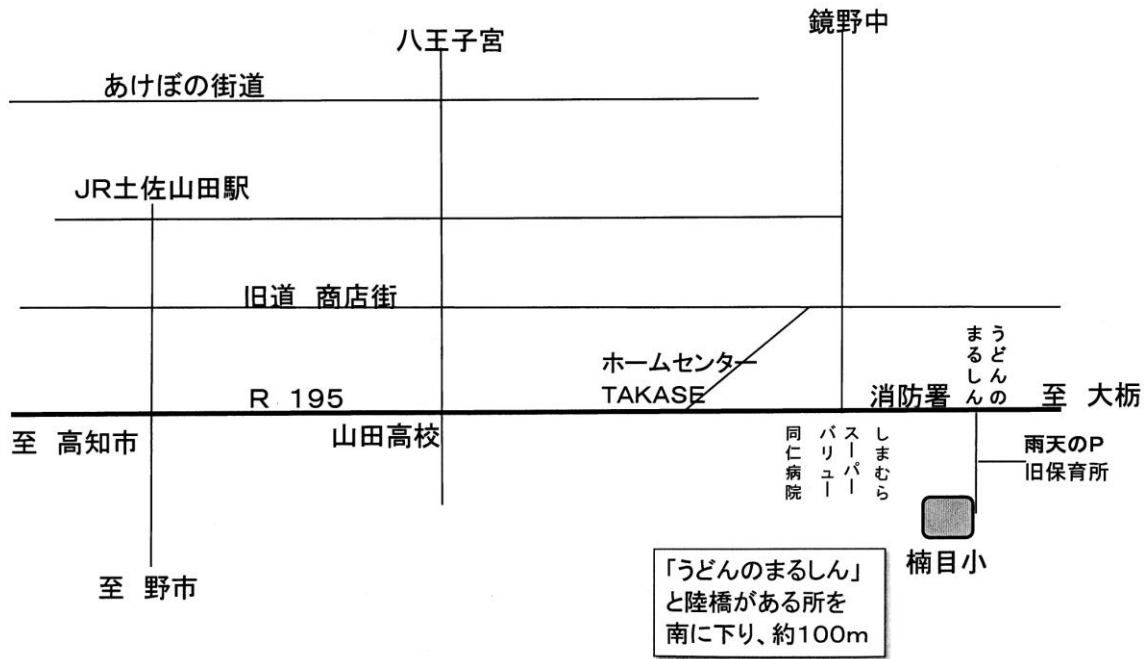 鏡野中
八王子宮
あけぼの街道
JR土佐山田駅
旧道 商店街
うどんの
まるしん
ホームセンター
TAKASE
R 195
消防署
至 大栃
至 高知市
山田高校
同仁病院
バリュー
スーパー
しまむら
雨天のP
旧保育所
楠目小
至 野市
「うどんのまるしん」
と陸橋がある所を
南に下り、約100m